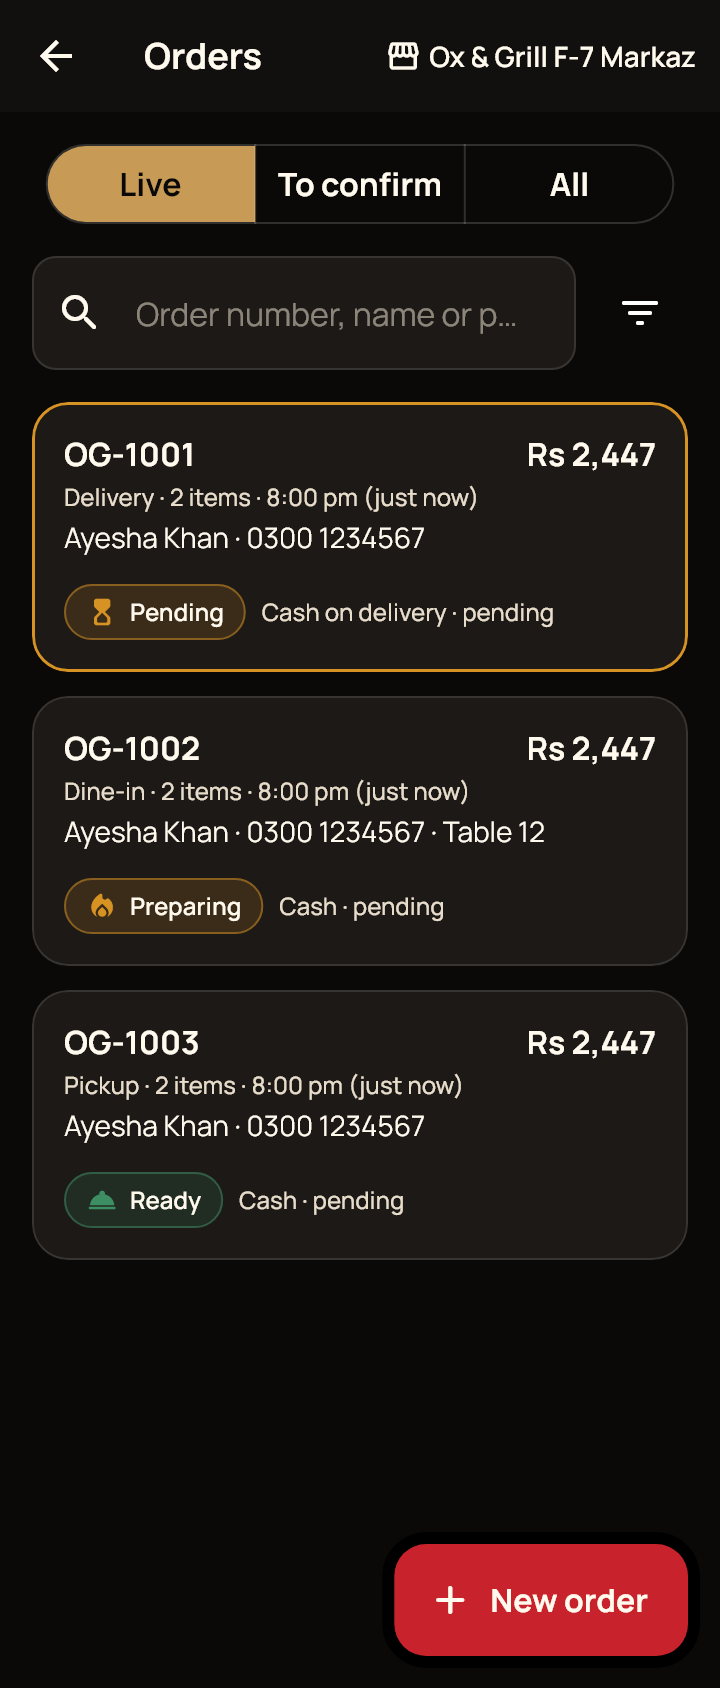 Orders
Ox & Grill F-7 Markaz
Live
To confirm
All
Order number, name or p...
OG-1001
Rs 2,447
Delivery · 2 items · 8:00 pm (just now)
Ayesha Khan · 0300 1234567
Pending
Cash on delivery · pending
OG-1002
Rs 2,447
Dine-in · 2 items · 8:00 pm (just now)
Ayesha Khan · 0300 1234567 · Table 12
Preparing
Cash · pending
OG-1003
Rs 2,447
Pickup · 2 items · 8:00 pm (just now)
Ayesha Khan · 0300 1234567
Ready
Cash · pending
+ New order